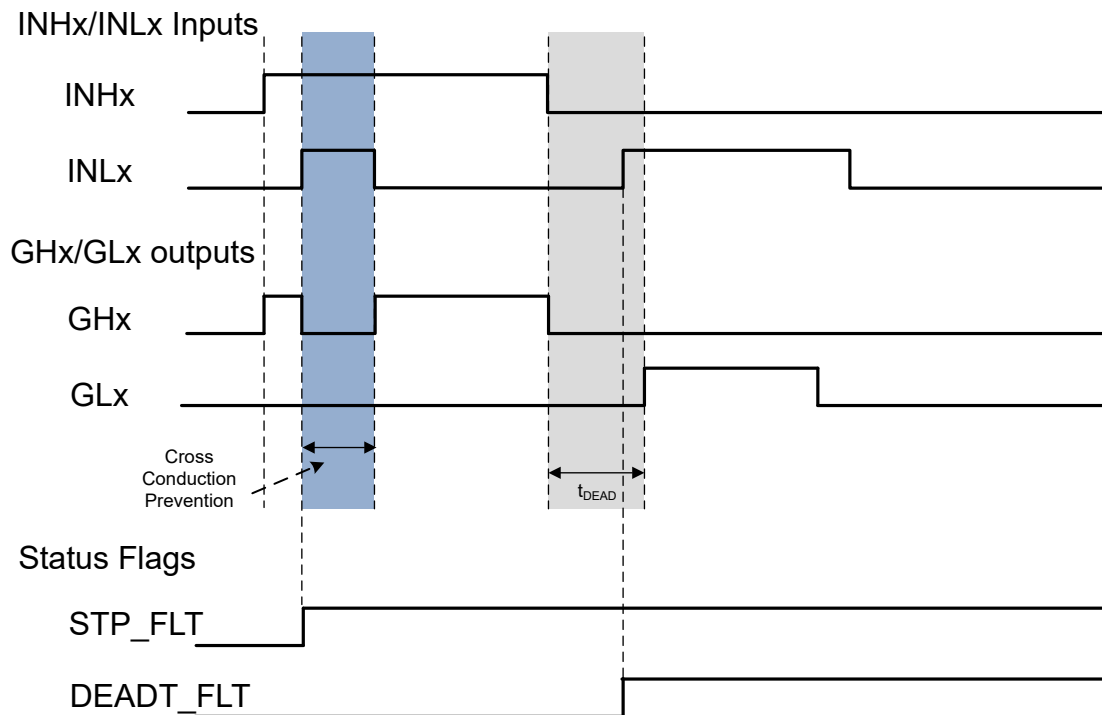 INHx/INLx Inputs
INHx
INLx
GHx/GLx outputs
GHx
GLx
Cross
Conduction
Prevention
tDEAD
Status Flags
STP_FLT
DEADT_FLT